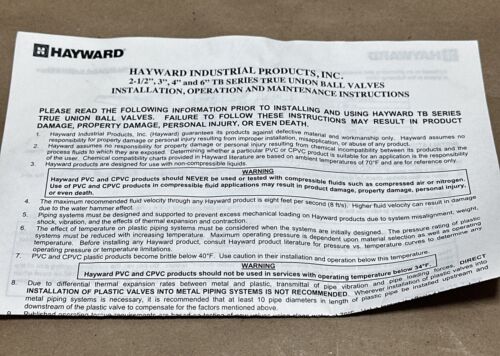 HAYWARD
HAYWARD INDUSTRIAL PRODUCTS, INC.
2-1/2", 3", 4" and 6" TB SERIES TRUE UNION BALL VALVES
INSTALLATION, OPERATION AND MAINTENANCE INSTRUCTIONS
PLEASE READ THE FOLLOWING INFORMATION PRIOR TO INSTALLING AND USING HAYWARD TB SERIES
TRUE UNION BALL VALVES. FAILURE TO FOLLOW THESE INSTRUCTIONS MAY RESULT IN PRODUCT
DAMAGE, PROPERTY DAMAGE, PERSONAL INJURY, OR EVEN DEATH.
1. Hayward Industrial Products, Inc. (Hayward) guarantees its products against defective material and workmanship only. Hayward assumes no
responsibility for property damage or personal injury resulting from improper installation, misapplication, or abuse of any product.
2. Hayward assumes no responsibility for property damage or personal injury resulting from chemical incompatibility between its products and the
process fluids to which they are exposed. Determining whether a particular PVC or CPVC product is suitable for an application is the responsibility
of the user. Chemical compatibility charts provided in Hayward literature are based on ambient temperatures of 70°F and are for reference only.
3. Hayward products are designed for use with non-compressible liquids.
WARNING
Hayward PVC and CPVC products should NEVER be used or tested with compressible fluids such as compressed air or nitrogen.
Use of PVC and CPVC products in compressible fluid applications may result in product damage, property damage, personal injury,
or even death.
4. The maximum recommended fluid velocity through any Hayward product is eight feet per second (8 ft/s). Higher fluid velocity can result in damage
due to the water hammer effect.
5. Piping systems must be designed and supported to prevent excess mechanical loading on Hayward products due to system misalignment, weight,
shock, vibration, and the effects of thermal expansion and contraction.
6. The effect of temperature on plastic piping systems must be considered when the systems are initially designed. The pressure rating of plastic
systems must be reduced with increasing temperature. Maximum operating pressure is dependent upon material selection as well as operating
temperature. Before installing any Hayward product, consult Hayward product literature for pressure vs. temperature curves to determine any
operating pressure or temperature limitations.
7. PVC and CPVC plastic products become brittle below 40°F. Use caution in their installation and operation below this temperature.
WARNING
Hayward PVC and CPVC products should not be used in services with operating temperature below 34°F.
8. Due to differential thermal expansion rates between metal and plastic, transmittal of pipe vibration and pipe loading forces, DIRECT
INSTALLATION OF PLASTIC VALVES INTO METAL PIPING SYSTEMS IS NOT RECOMMENDED. Wherever installation of plastic valves into
metal piping systems is necessary, it is recommended that at least 10 pipe diameters in length of plastic pipe be installed upstream and
downstream of the plastic valve to compensate for the factors mentioned above.
9. Published operating torque